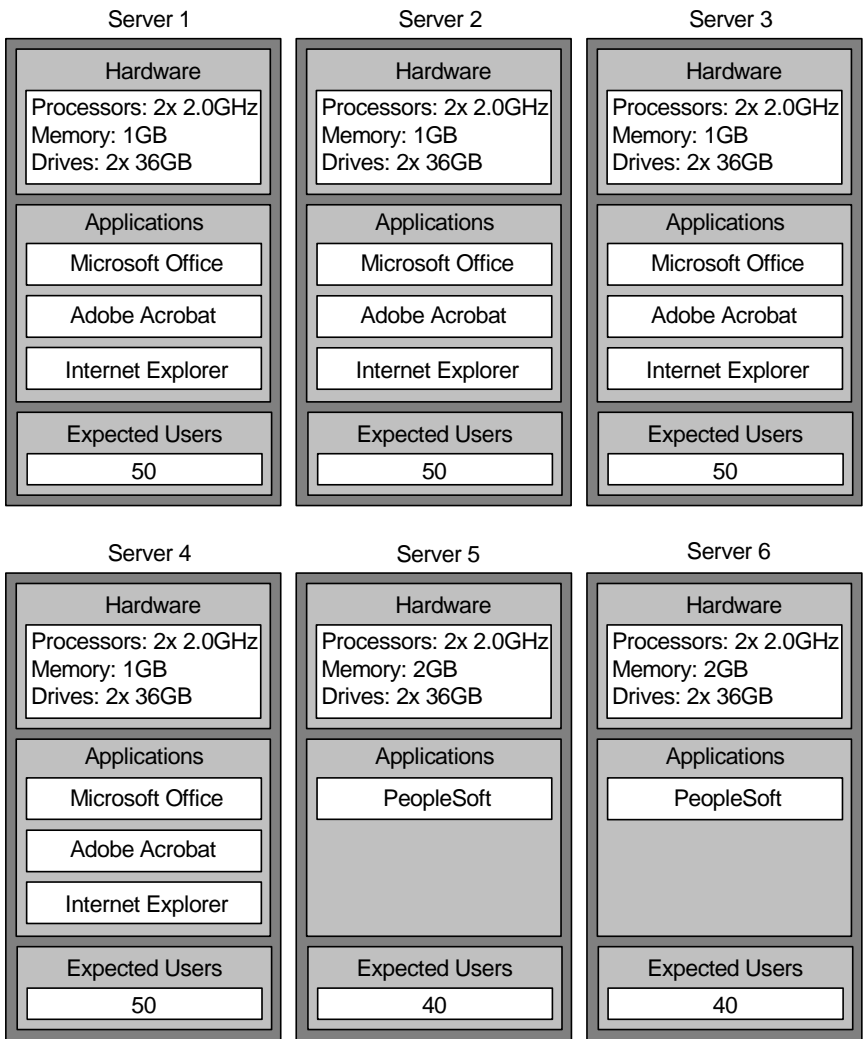 Server 1
Hardware
Processors: 2x 2.0GHz
Memory: 1GB
Drives: 2x 36GB
Applications
Microsoft Office
Adobe Acrobat
Internet Explorer
Expected Users
50
Server 2
Hardware
Processors: 2x 2.0GHz
Memory: 1GB
Drives: 2x 36GB
Applications
Microsoft Office
Adobe Acrobat
Internet Explorer
Expected Users
50
Server 3
Hardware
Processors: 2x 2.0GHz
Memory: 1GB
Drives: 2x 36GB
Applications
Microsoft Office
Adobe Acrobat
Internet Explorer
Expected Users
50
Server 4
Hardware
Processors: 2x 2.0GHz
Memory: 1GB
Drives: 2x 36GB
Applications
Microsoft Office
Adobe Acrobat
Internet Explorer
Expected Users
50
Server 5
Hardware
Processors: 2x 2.0GHz
Memory: 2GB
Drives: 2x 36GB
Applications
PeopleSoft
Expected Users
40
Server 6
Hardware
Processors: 2x 2.0GHz
Memory: 2GB
Drives: 2x 36GB
Applications
PeopleSoft
Expected Users
40